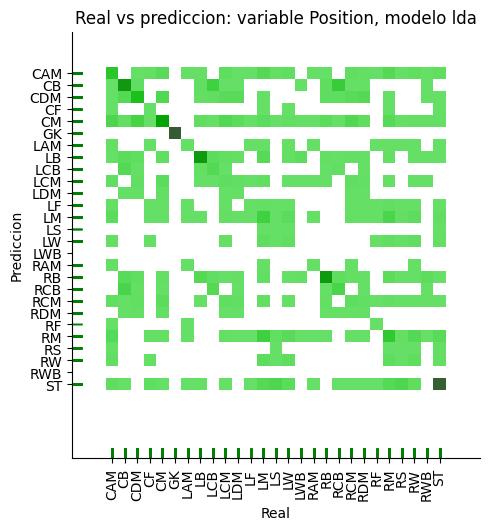 Real vs prediccion: variable Position, modelo lda
Prediccion
CAM
CB
CDM
CF
CM
GK
LAM
LB
LCB
LCM
LDM
LF
LM
LS
LW
LWB
RAM
RB
RCB
RCM
RDM
RF
RM
RS
RW
RWB
ST
CAM CB CDM CF CM GK LAM LB LCB LCM LDM LF LM LS LW LWB RAM RB RCB RCM RDM RF RM RS RW RWB ST
Real